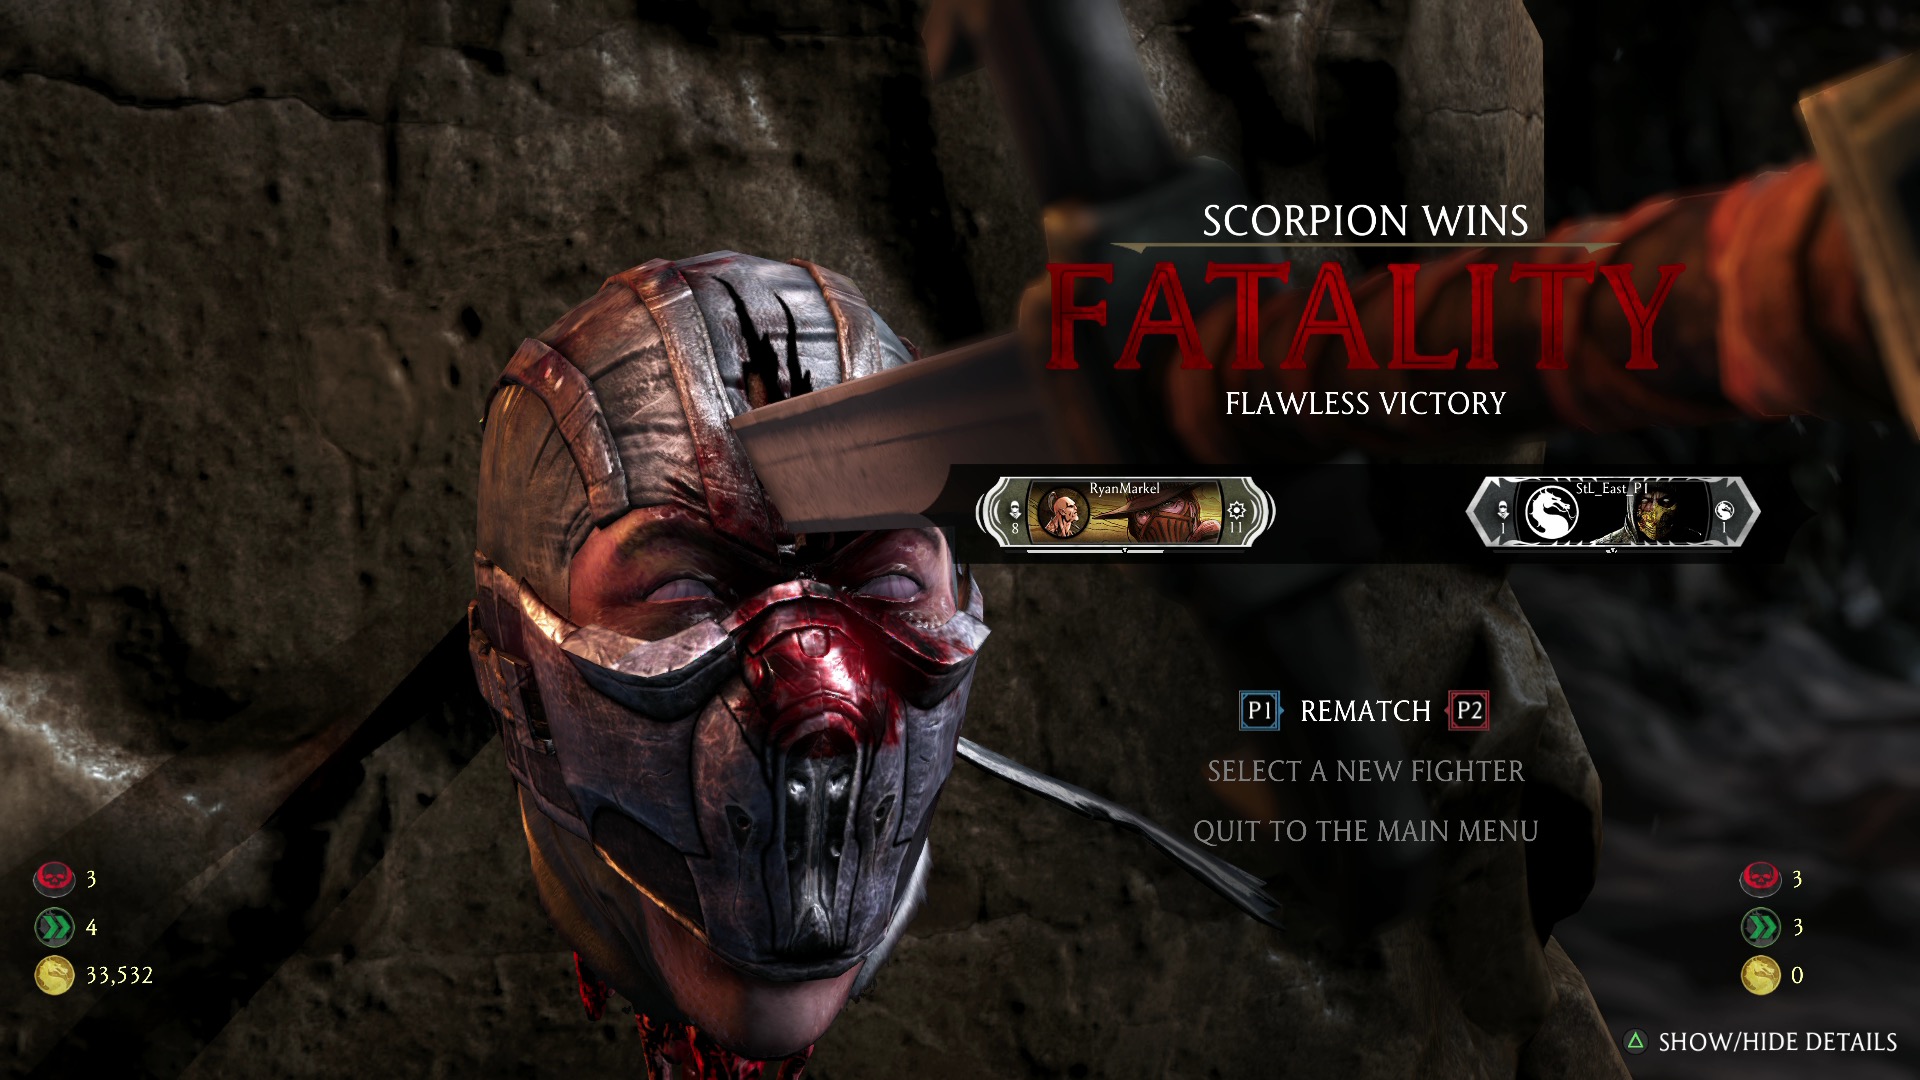 SCORPION WINS
FATALITY
FLAWLESS VICTORY
RyanMarkel
8
11
StL_East_P1
1
1
P1 REMATCH P2
SELECT A NEW FIGHTER
QUIT TO THE MAIN MENU
3
4
33,532
3
3
0
SHOW/HIDE DETAILS